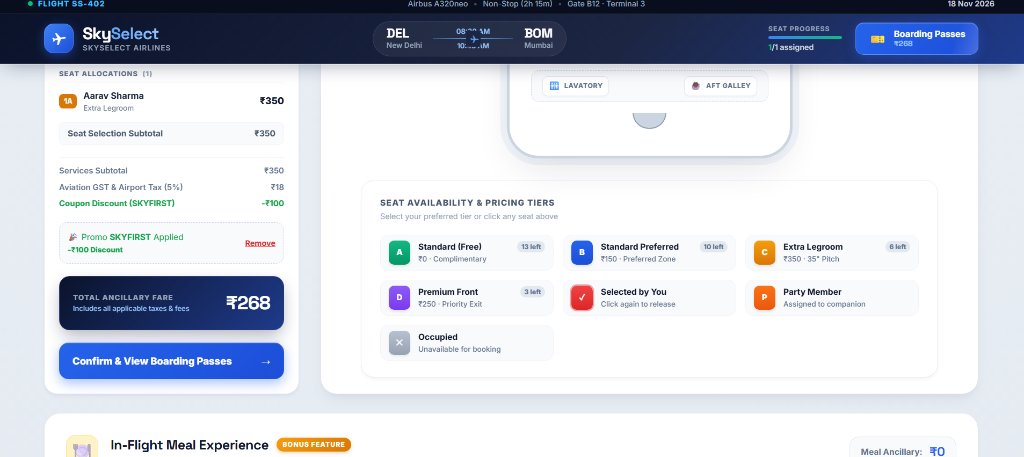 FLIGHT SS-402
Airbus A320neo • Non-Stop (2h 15m) • Gate B12 · Terminal 3
18 Nov 2026
SkySelect
SKYSELECT AIRLINES
DEL
New Delhi
BOM
Mumbai
SEAT PROGRESS
1/1 assigned
Boarding Passes
₹268
SEAT ALLOCATIONS (1)
1A
Aarav Sharma
Extra Legroom
₹350
Seat Selection Subtotal ₹350
Services Subtotal ₹350
Aviation GST & Airport Tax (5%) ₹18
Coupon Discount (SKYFIRST) -₹100
Promo SKYFIRST Applied
-₹100 Discount
Remove
TOTAL ANCILLARY FARE
Includes all applicable taxes & fees
₹268
Confirm & View Boarding Passes →
LAVATORY
AFT GALLEY
SEAT AVAILABILITY & PRICING TIERS
Select your preferred tier or click any seat above
A
Standard (Free)
₹0 · Complimentary
13 left
B
Standard Preferred
₹150 · Preferred Zone
10 left
C
Extra Legroom
₹350 · 35" Pitch
6 left
D
Premium Front
₹250 · Priority Exit
3 left
✓
Selected by You
Click again to release
P
Party Member
Assigned to companion
✕
Occupied
Unavailable for booking
In-Flight Meal Experience
BONUS FEATURE
Meal Ancillary: ₹0